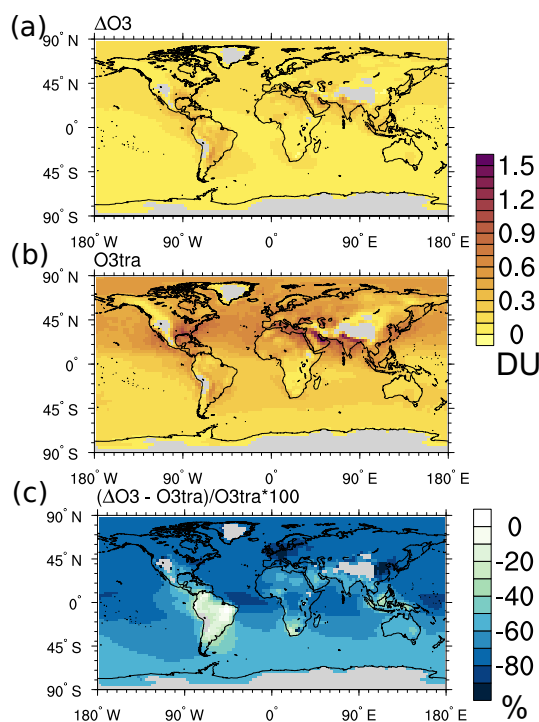 (a)
ΔO3
90° N
45° N
0°
45° S
90° S
180° W
90° W
0°
90° E
180° E
(b)
O3tra
90° N
45° N
0°
45° S
90° S
180° W
90° W
0°
90° E
180° E
1.5
1.2
0.9
0.6
0.3
0
DU
(c)
(ΔO3 - O3tra)/O3tra*100
90° N
45° N
0°
45° S
90° S
180° W
90° W
0°
90° E
180° E
0
-20
-40
-60
-80
%